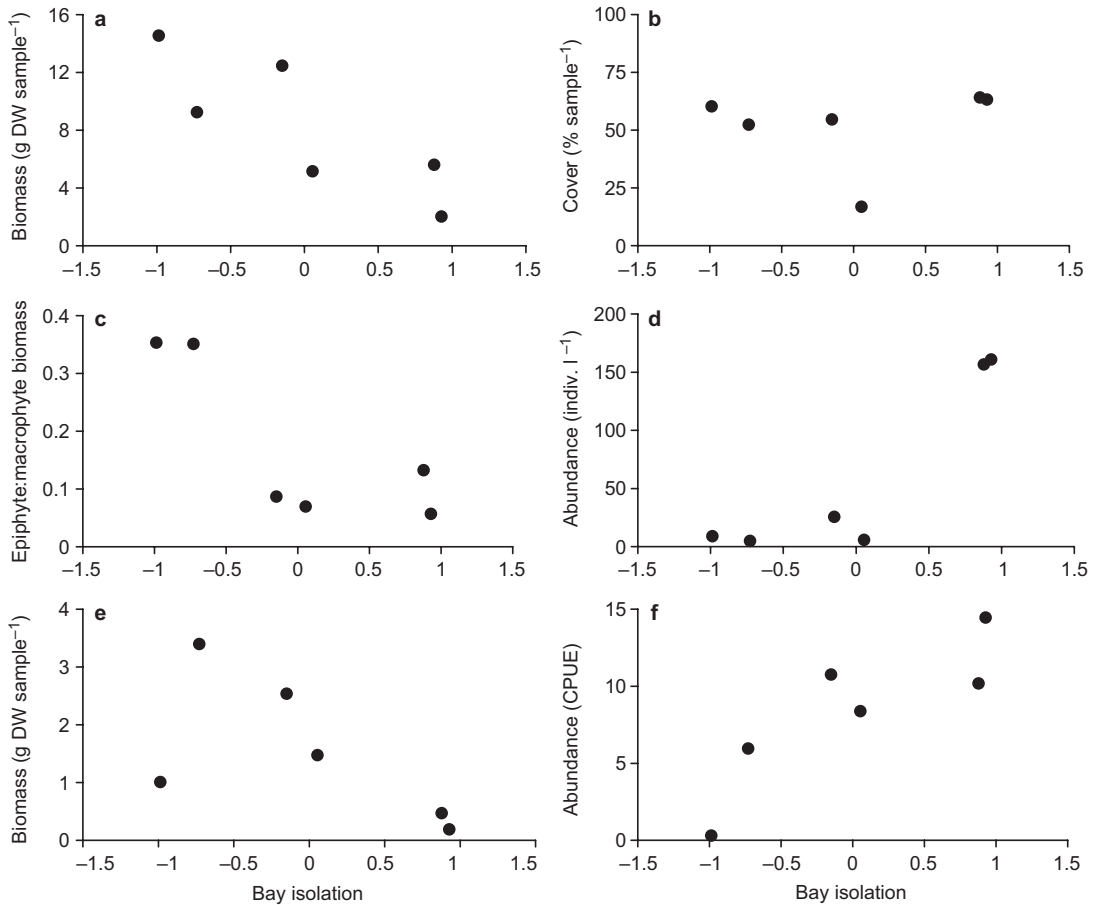 a
Biomass (g DW sample⁻¹)
16
12
8
4
0
–1.5 –1 –0.5 0 0.5 1 1.5
b
Cover (% sample⁻¹)
100
75
50
25
0
–1.5 –1 –0.5 0 0.5 1 1.5
c
Epiphyte:macrophyte biomass
0.4
0.3
0.2
0.1
0
–1.5 –1 –0.5 0 0.5 1 1.5
d
Abundance (indiv. l⁻¹)
200
150
100
50
0
–1.5 –1 –0.5 0 0.5 1 1.5
e
Biomass (g DW sample⁻¹)
4
3
2
1
0
–1.5 –1 –0.5 0 0.5 1 1.5
Bay isolation
f
Abundance (CPUE)
15
10
5
0
–1.5 –1 –0.5 0 0.5 1 1.5
Bay isolation